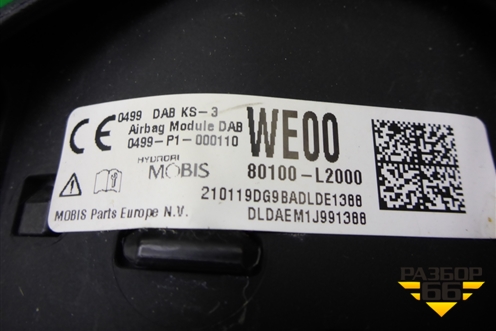 0499 DAB KS-3
Airbag Module DAB
0499-P1-000110
WE00
HYUNDAI
MOBIS
80100-L2000
210119DG9BADLDE1388
MOBIS Parts Europe N.V.
DLDAEM1J991388
РАЗБОР
66